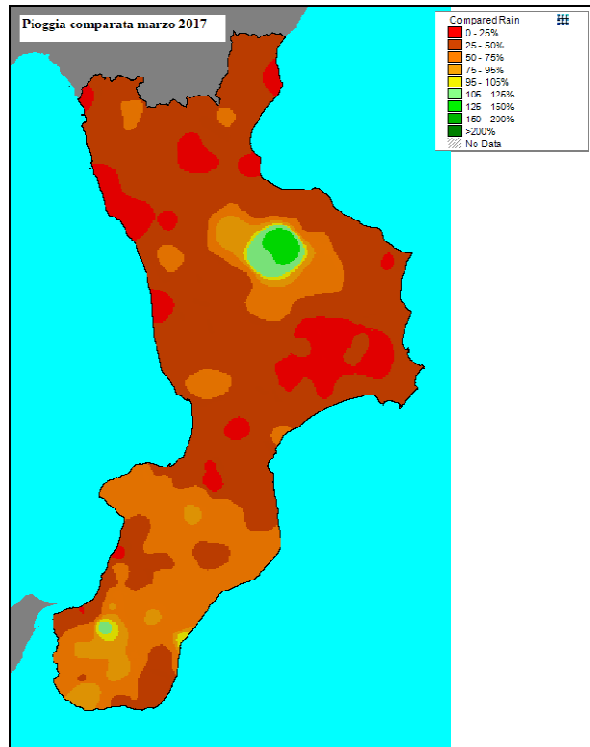 Pioggia comparata marzo 2017
Compared Rain
0 - 25%
25 - 50%
50 - 75%
75 - 95%
95 - 105%
105 - 125%
125 - 150%
150 - 200%
>200%
No Data